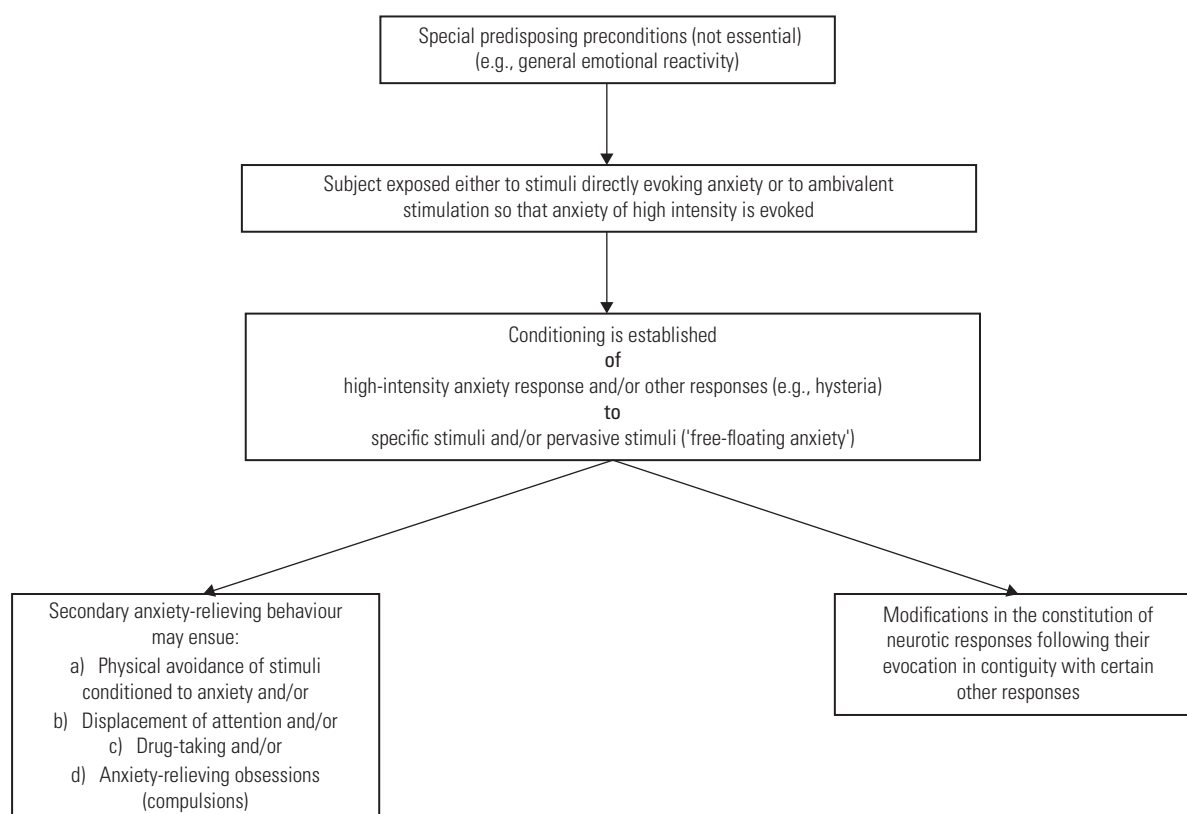 Special predisposing preconditions (not essential)
(e.g., general emotional reactivity)
Subject exposed either to stimuli directly evoking anxiety or to ambivalent
stimulation so that anxiety of high intensity is evoked
Conditioning is established
of
high-intensity anxiety response and/or other responses (e.g., hysteria)
to
specific stimuli and/or pervasive stimuli ('free-floating anxiety')
Secondary anxiety-relieving behaviour
may ensue:
a) Physical avoidance of stimuli
conditioned to anxiety and/or
b) Displacement of attention and/or
c) Drug-taking and/or
d) Anxiety-relieving obsessions
(compulsions)
Modifications in the constitution of
neurotic responses following their
evocation in contiguity with certain
other responses